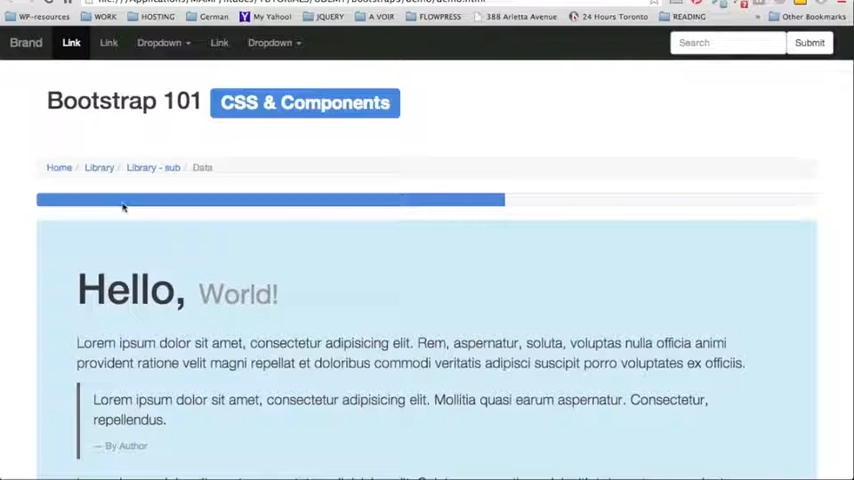 WP-resources WORK HOSTING German My Yahoo! JQUERY A VOIR FLOWPRESS 388 Arletta Avenue 24 Hours Toronto READING » Other Bookmarks
Brand Link Link Dropdown Link Dropdown Search Submit
Bootstrap 101 CSS & Components
Home / Library / Library - sub / Data
Hello, World!
Lorem ipsum dolor sit amet, consectetur adipisicing elit. Rem, aspernatur, soluta, voluptas nulla officia animi
provident ratione velit magni repellat et doloribus commodi veritatis adipisci suscipit porro voluptates ex officiis.
Lorem ipsum dolor sit amet, consectetur adipisicing elit. Mollitia quasi earum aspernatur. Consectetur,
repellendus.
— By Author